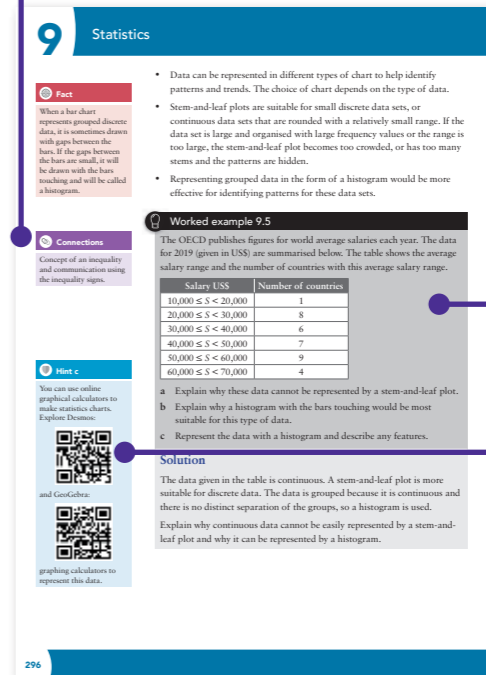 9
Statistics
• Data can be represented in different types of chart to help identify
patterns and trends. The choice of chart depends on the type of data.
• Stem-and-leaf plots are suitable for small discrete data sets, or
continuous data sets that are rounded with a relatively small range. If the
data set is large and organised with large frequency values or the range is
too large, the stem-and-leaf plot becomes too crowded, or has too many
stems and the patterns are hidden.
• Representing grouped data in the form of a histogram would be more
effective for identifying patterns for these data sets.
Fact
When a bar chart
represents grouped discrete
data, it is sometimes drawn
with gaps between the
bars. If the gaps between
the bars are small, it will
be drawn with the bars
touching and will be called
a histogram.
Connections
Concept of an inequality
and communication using
the inequality signs.
Worked example 9.5
The OECD publishes figures for world average salaries each year. The data
for 2019 (given in US$) are summarised below. The table shows the average
salary range and the number of countries with this average salary range.
Salary US$ Number of countries
10,000 ≤ S < 20,000 1
20,000 ≤ S < 30,000 8
30,000 ≤ S < 40,000 6
40,000 ≤ S < 50,000 7
50,000 ≤ S < 60,000 9
60,000 ≤ S < 70,000 4
a Explain why these data cannot be represented by a stem-and-leaf plot.
b Explain why a histogram with the bars touching would be most
suitable for this type of data.
c Represent the data with a histogram and describe any features.
Hint c
You can use online
graphical calculators to
make statistics charts.
Explore Desmos:
and GeoGebra:
graphing calculators to
represent this data.
Solution
The data given in the table is continuous. A stem-and-leaf plot is more
suitable for discrete data. The data is grouped because it is continuous and
there is no distinct separation of the groups, so a histogram is used.
Explain why continuous data cannot be easily represented by a stem-and-
leaf plot and why it can be represented by a histogram.
296